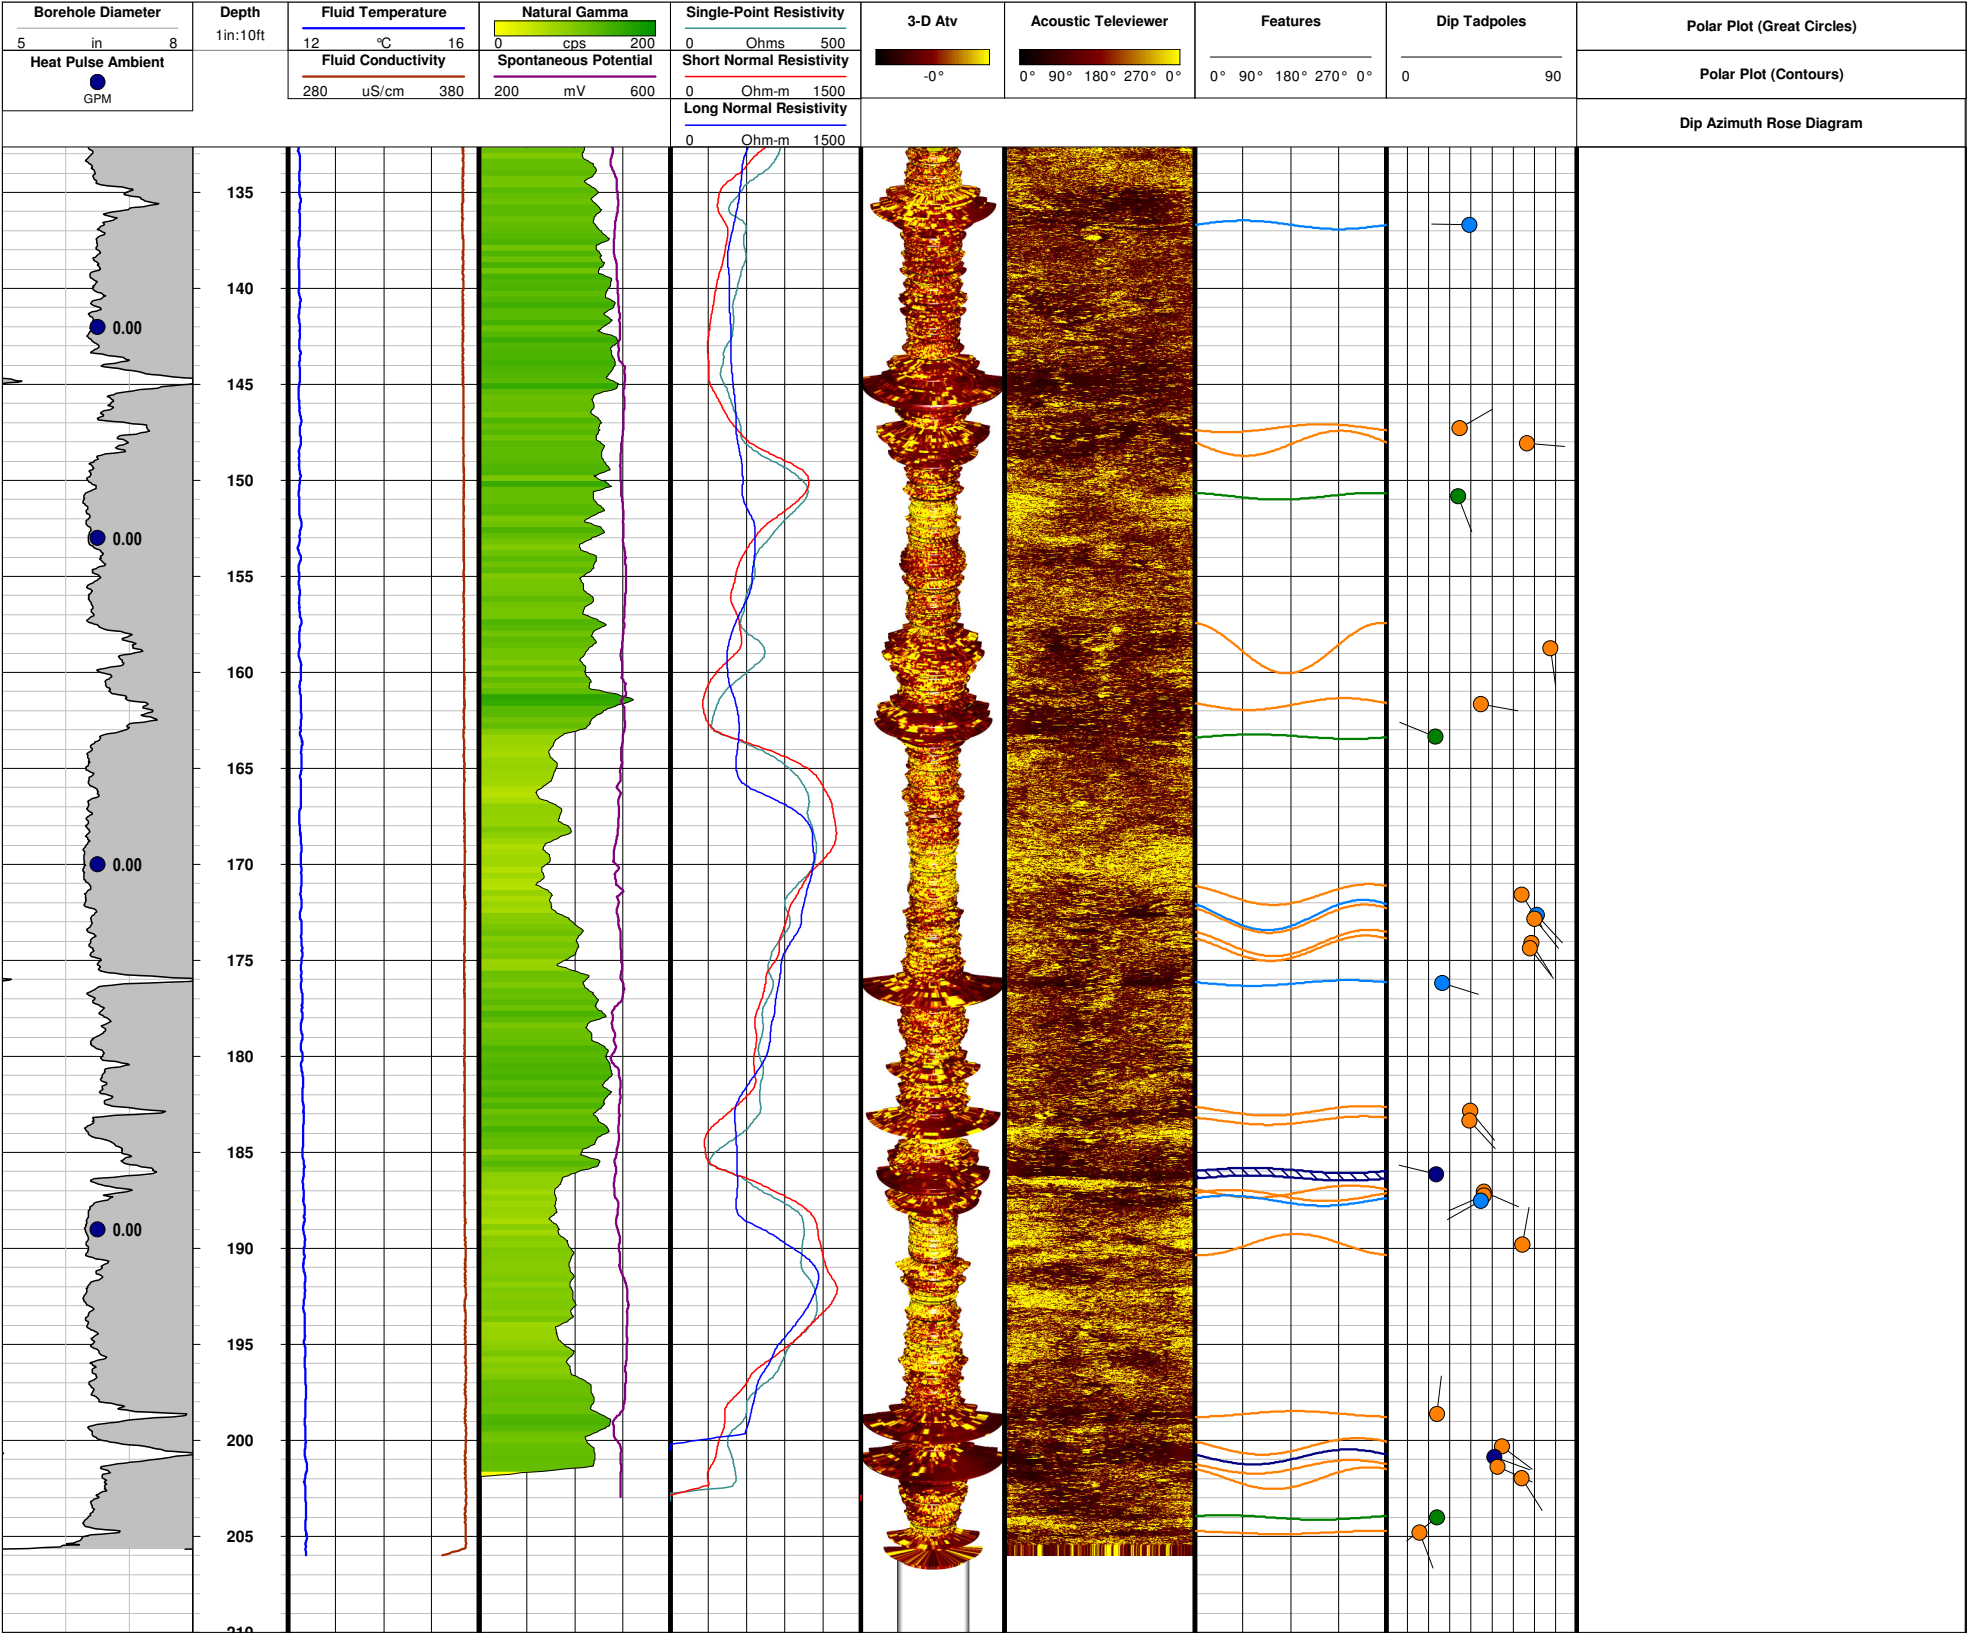 Borehole Diameter
5 in 8
Heat Pulse Ambient
GPM
Depth
1in:10ft
Fluid Temperature
12 °C 16
Fluid Conductivity
280 uS/cm 380
Natural Gamma
0 cps 200
Spontaneous Potential
200 mV 600
Single-Point Resistivity
0 Ohms 500
Short Normal Resistivity
0 Ohm-m 1500
Long Normal Resistivity
0 Ohm-m 1500
3-D Atv
-0°
Acoustic Televiewer
0° 90° 180° 270° 0°
Features
0° 90° 180° 270° 0°
Dip Tadpoles
0 90
Polar Plot (Great Circles)
Polar Plot (Contours)
Dip Azimuth Rose Diagram
135
140
0.00
145
150
0.00
155
160
165
0.00 170
175
180
185
0.00
190
195
200
205
210